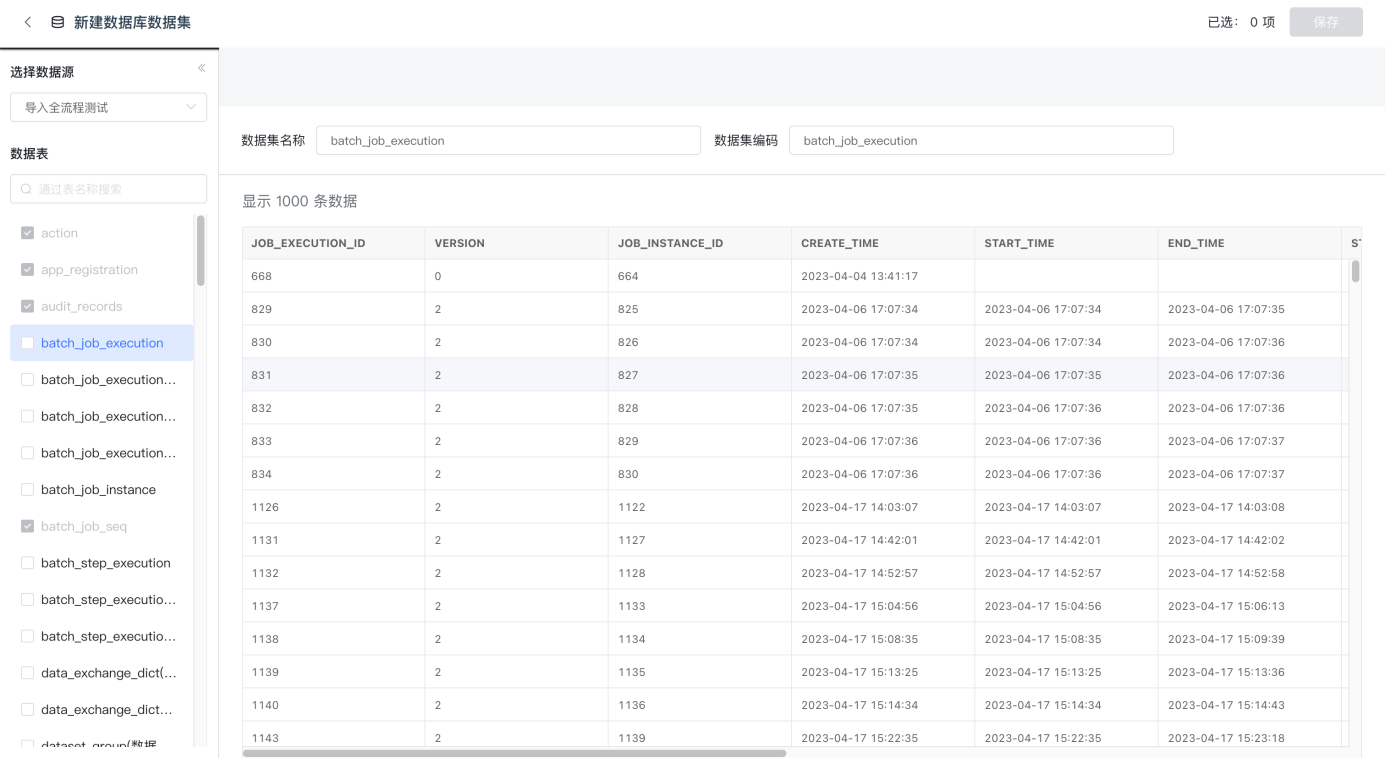 新建数据库数据集
已选： 0 项
保存
选择数据源
导入全流程测试
数据表
通过表名称搜索
action
app_registration
audit_records
batch_job_execution
batch_job_execution...
batch_job_execution...
batch_job_execution...
batch_job_instance
batch_job_seq
batch_step_execution
batch_step_executio...
batch_step_executio...
data_exchange_dict(...
data_exchange_dict...
dataset_group(数据
数据集名称 batch_job_execution 数据集编码 batch_job_execution
显示 1000 条数据
JOB_EXECUTION_ID VERSION JOB_INSTANCE_ID CREATE_TIME START_TIME END_TIME
668 0 664 2023-04-04 13:41:17
829 2 825 2023-04-06 17:07:34 2023-04-06 17:07:34 2023-04-06 17:07:35
830 2 826 2023-04-06 17:07:34 2023-04-06 17:07:34 2023-04-06 17:07:36
831 2 827 2023-04-06 17:07:35 2023-04-06 17:07:35 2023-04-06 17:07:36
832 2 828 2023-04-06 17:07:35 2023-04-06 17:07:36 2023-04-06 17:07:36
833 2 829 2023-04-06 17:07:36 2023-04-06 17:07:36 2023-04-06 17:07:37
834 2 830 2023-04-06 17:07:36 2023-04-06 17:07:36 2023-04-06 17:07:37
1126 2 1122 2023-04-17 14:03:07 2023-04-17 14:03:07 2023-04-17 14:03:08
1131 2 1127 2023-04-17 14:42:01 2023-04-17 14:42:01 2023-04-17 14:42:02
1132 2 1128 2023-04-17 14:52:57 2023-04-17 14:52:57 2023-04-17 14:52:58
1137 2 1133 2023-04-17 15:04:56 2023-04-17 15:04:56 2023-04-17 15:06:13
1138 2 1134 2023-04-17 15:08:35 2023-04-17 15:08:35 2023-04-17 15:09:39
1139 2 1135 2023-04-17 15:13:25 2023-04-17 15:13:25 2023-04-17 15:13:36
1140 2 1136 2023-04-17 15:14:34 2023-04-17 15:14:34 2023-04-17 15:14:43
1143 2 1139 2023-04-17 15:22:35 2023-04-17 15:22:35 2023-04-17 15:23:18